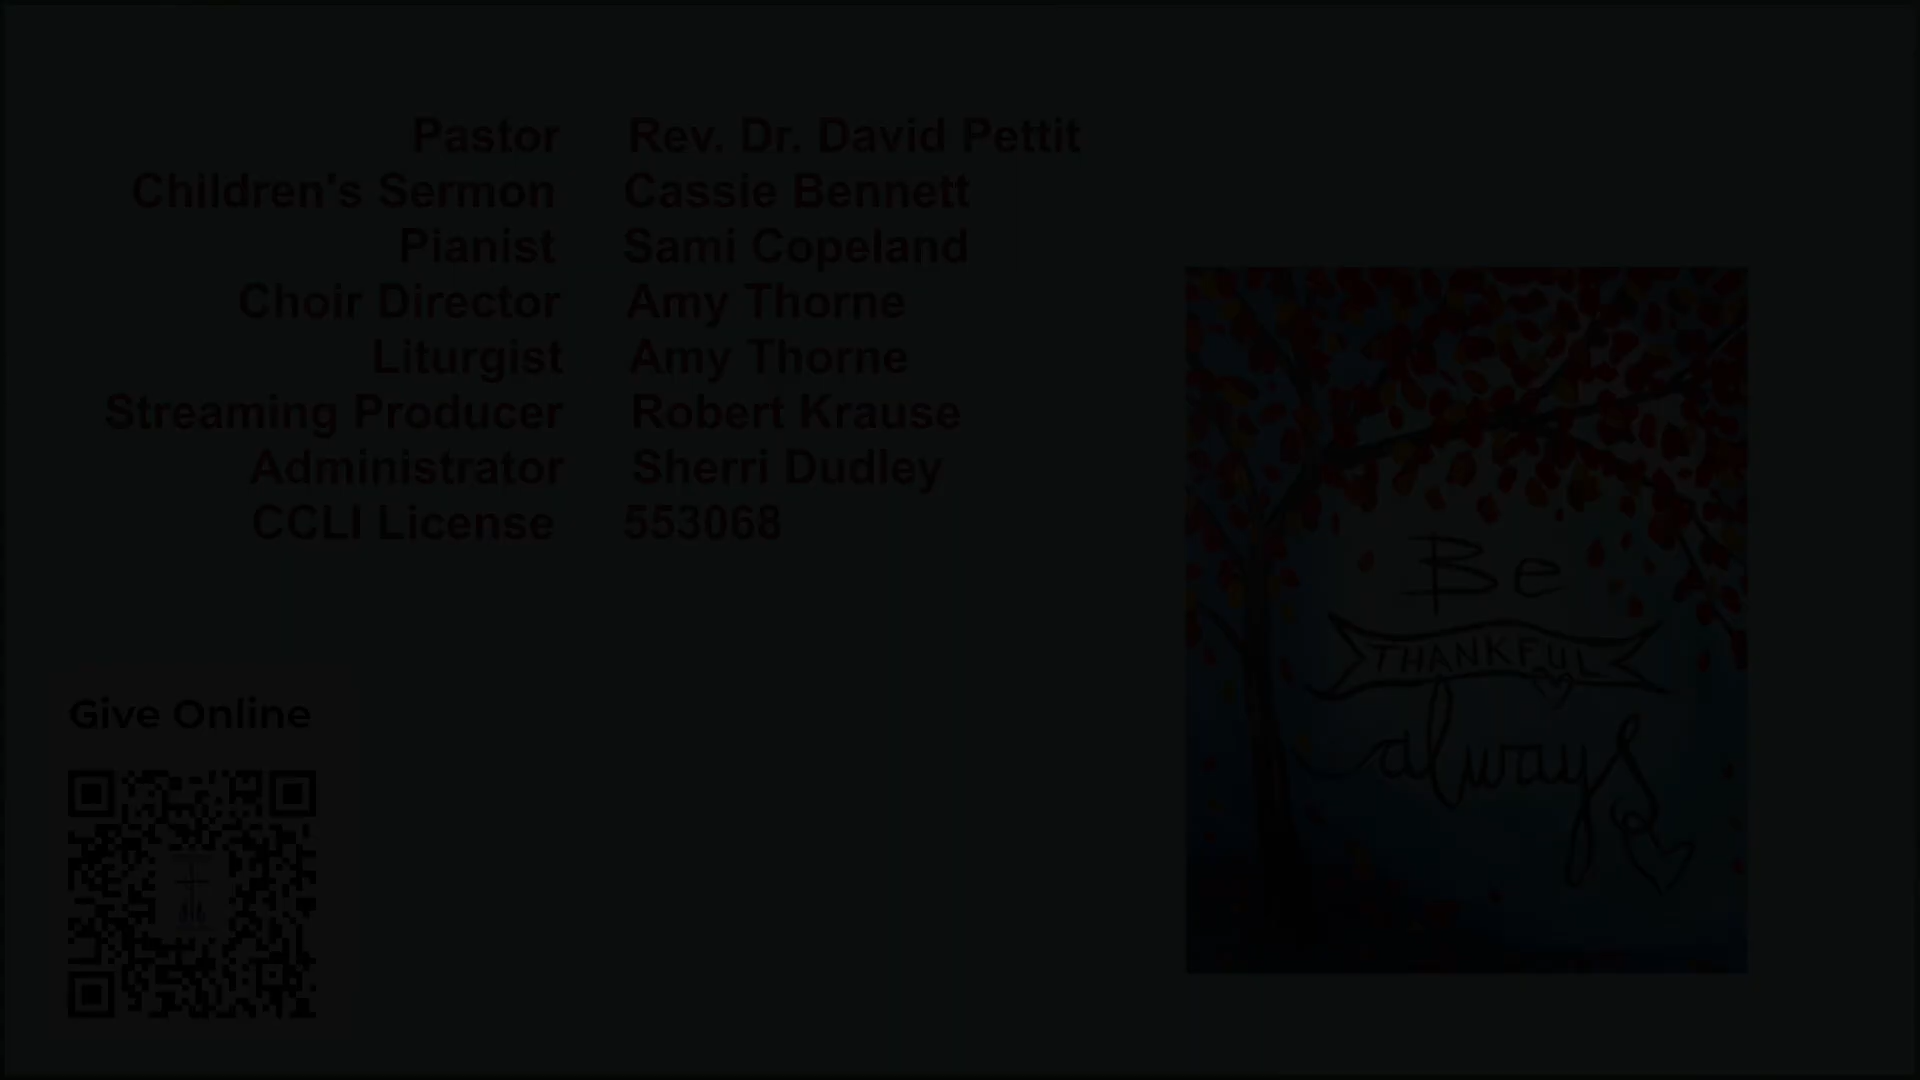 Pastor Rev. Dr. David Pettit
Children's Sermon Cassie Bennett
Pianist Sami Copeland
Choir Director Amy Thorne
Liturgist Amy Thorne
Streaming Producer Robert Krause
Administrator Sherri Dudley
CCLI License 553068
Give Online
Be
THANKFUL
always